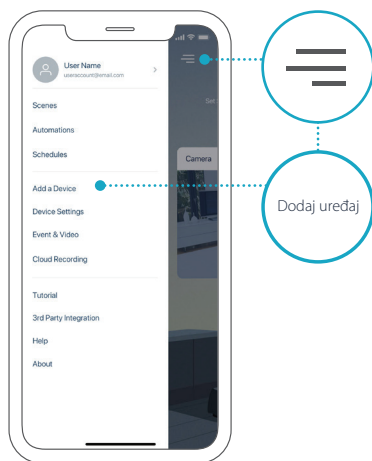 User Name
useraccount@email.com
Scenes
Automations
Schedules
Add a Device
Device Settings
Event & Video
Cloud Recording
Tutorial
3rd Party Integration
Help
About
Set
Camera
Dodaj uređaj